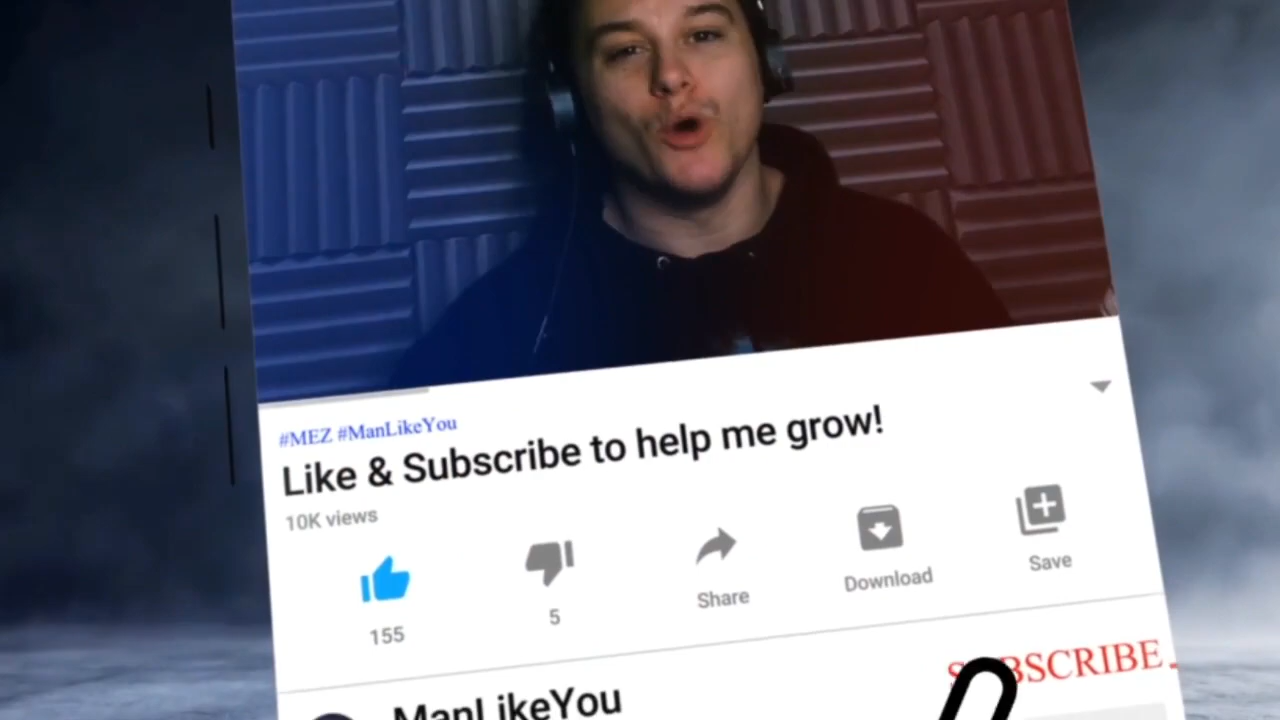 #MEZ #ManLikeYou
Like & Subscribe to help me grow!
10K views
155
5
Share
Download
Save
SUBSCRIBE
ManLikeYou